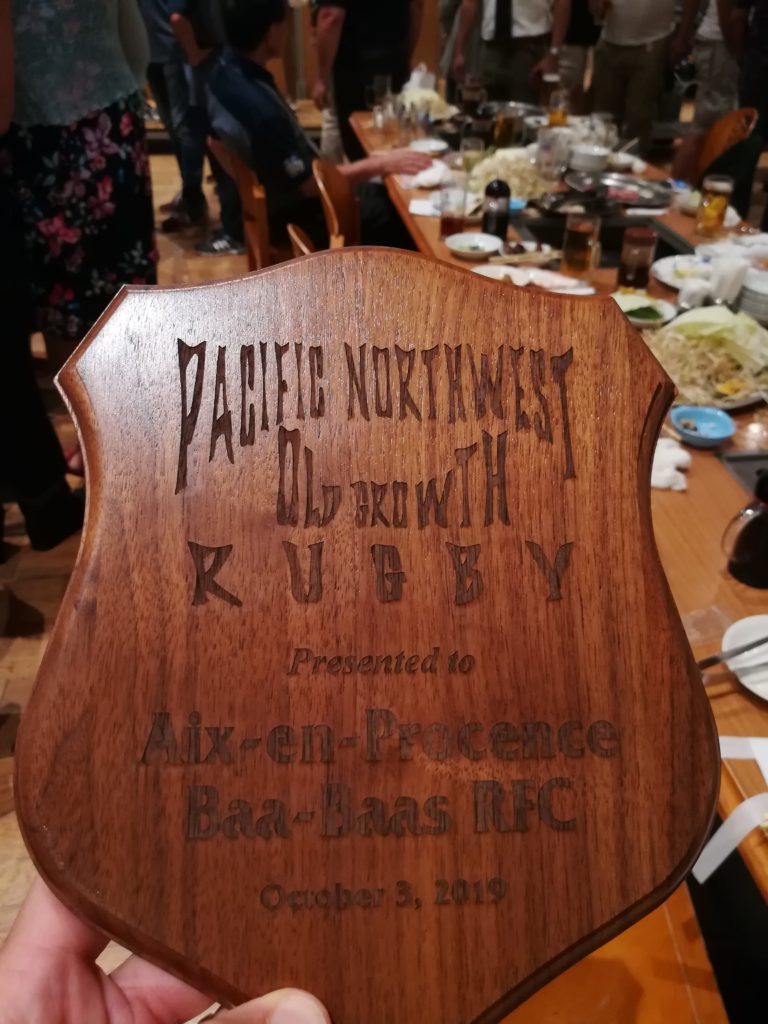 PACIFIC NORTHWEST
OLD GROWTH
RUGBY
Presented to
Aix-en-Procence
Baa-Baas RFC
October 3, 2019